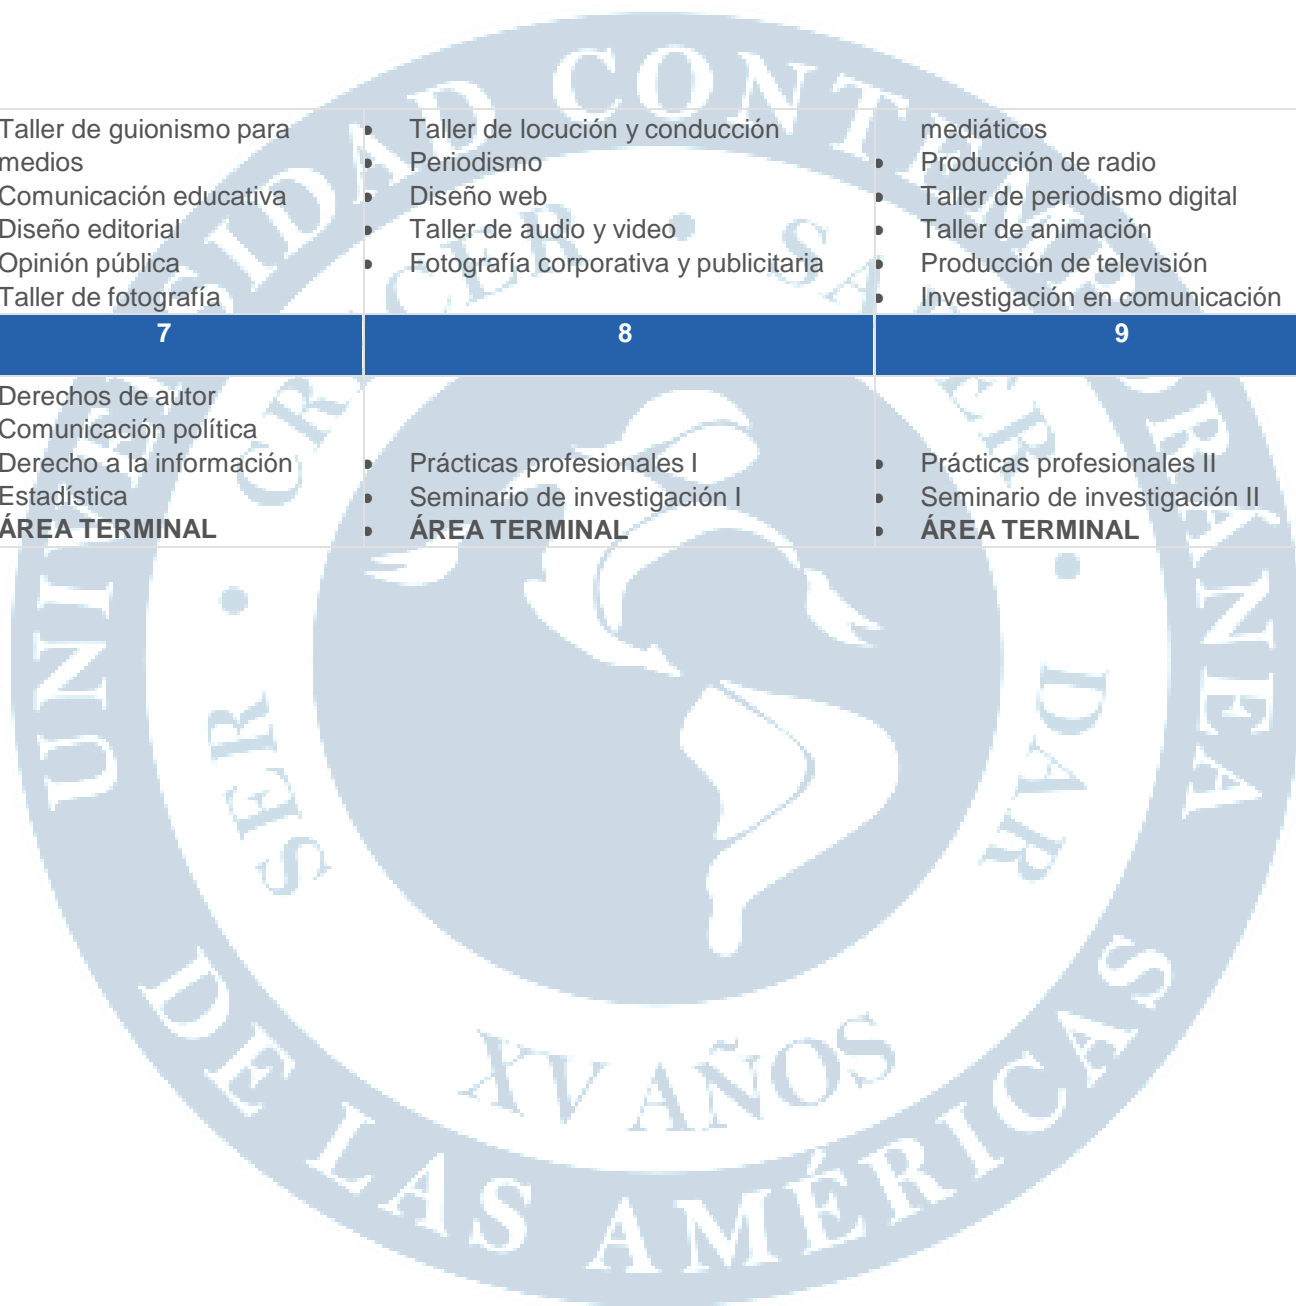 Taller de guionismo para
medios
Comunicación educativa
Diseño editorial
Opinión pública
Taller de fotografía
• Taller de locución y conducción
• Periodismo
• Diseño web
• Taller de audio y video
• Fotografía corporativa y publicitaria
mediáticos
• Producción de radio
• Taller de periodismo digital
• Taller de animación
• Producción de televisión
• Investigación en comunicación
7
8
9
Derechos de autor
Comunicación política
Derecho a la información
Estadística
ÁREA TERMINAL
• Prácticas profesionales I
• Seminario de investigación I
• ÁREA TERMINAL
• Prácticas profesionales II
• Seminario de investigación II
• ÁREA TERMINAL
UNIVERSIDAD CONTEMPORÁNEA
DE LAS AMÉRICAS
SER • CRECER • SABER • DAR
XV AÑOS